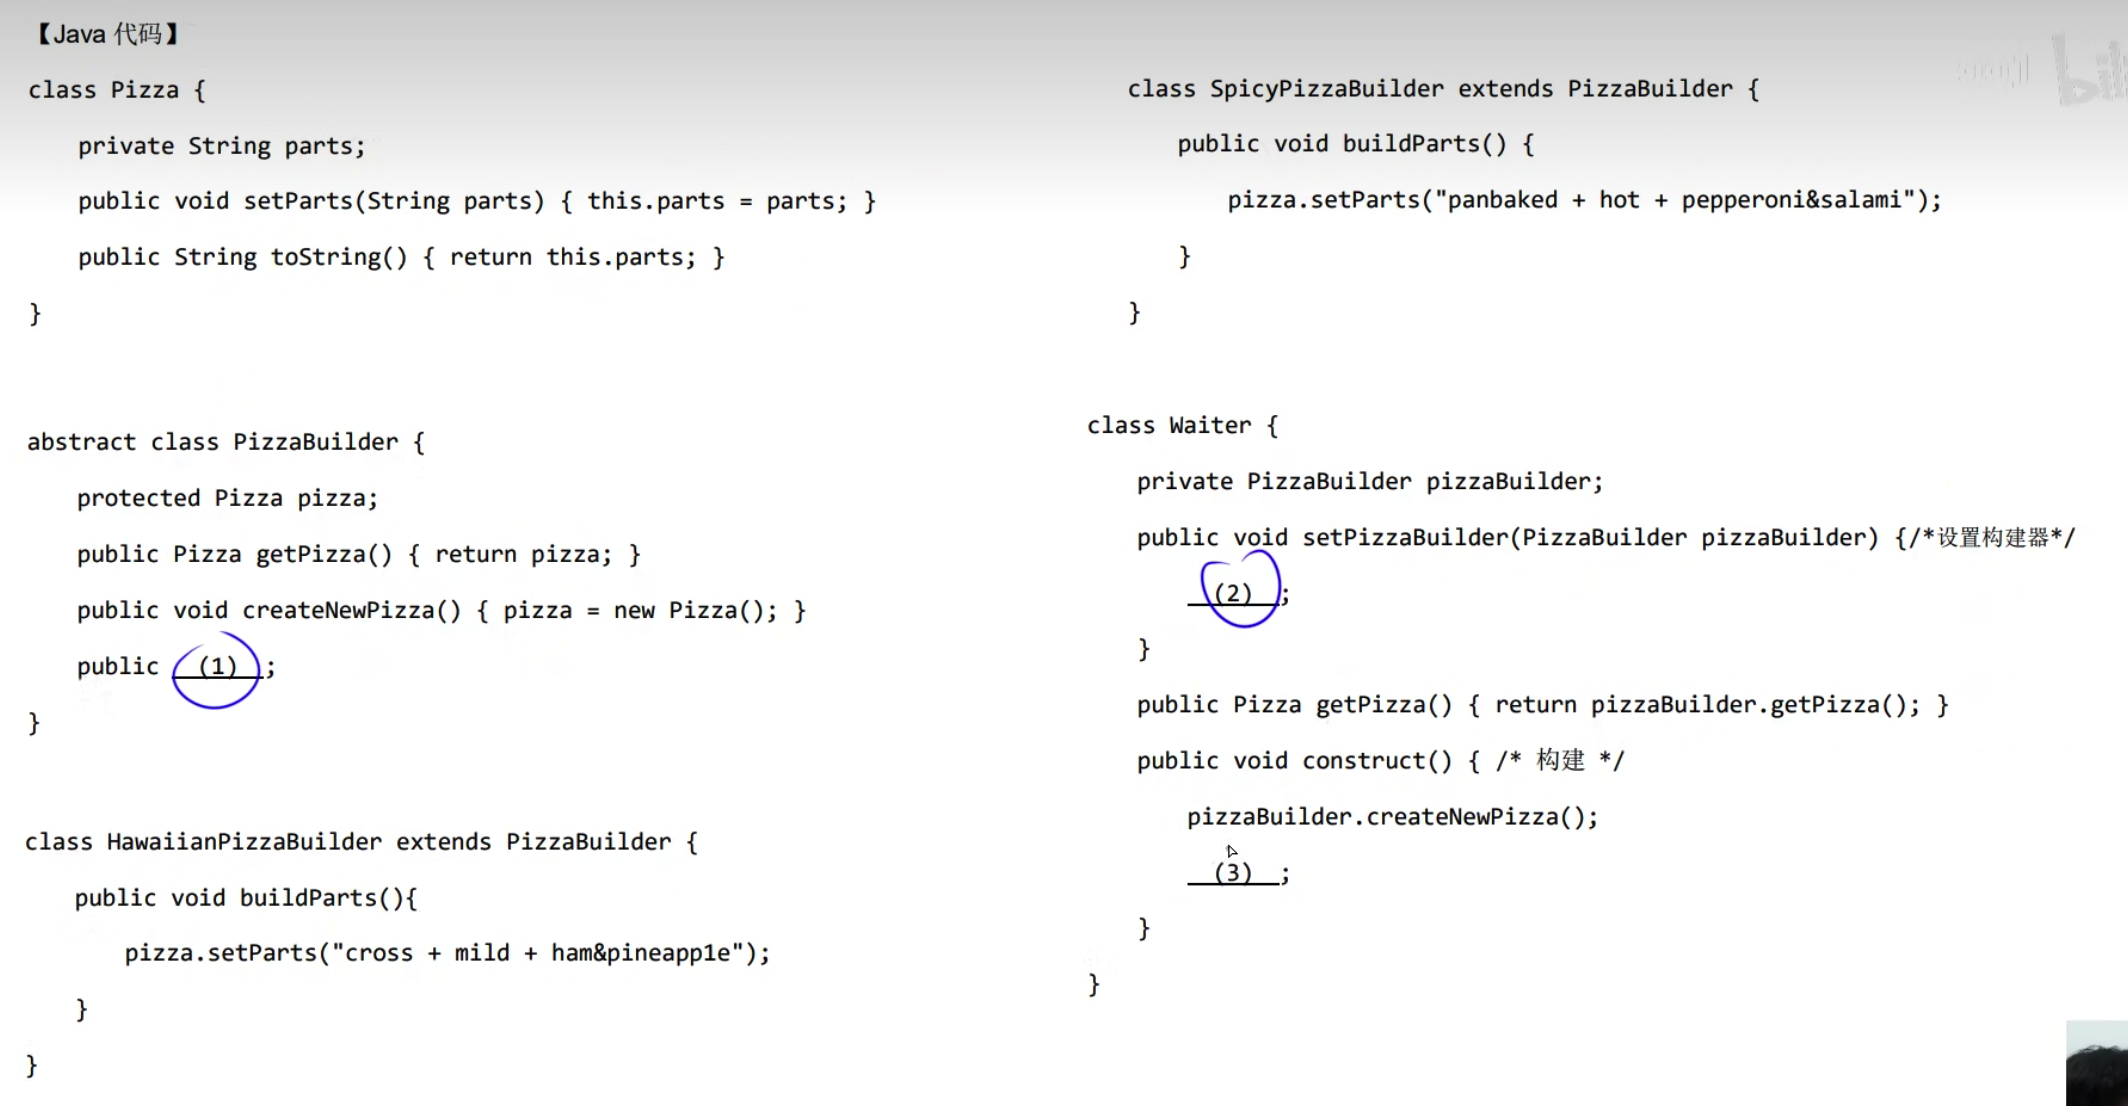 【Java 代码】
class Pizza {
private String parts;
public void setParts(String parts) { this.parts = parts; }
public String toString() { return this.parts; }
}
abstract class PizzaBuilder {
protected Pizza pizza;
public Pizza getPizza() { return pizza; }
public void createNewPizza() { pizza = new Pizza(); }
public (1) ;
}
class HawaiianPizzaBuilder extends PizzaBuilder {
public void buildParts(){
pizza.setParts("cross + mild + ham&pineapp1e");
}
}
class SpicyPizzaBuilder extends PizzaBuilder {
public void buildParts() {
pizza.setParts("panbaked + hot + pepperoni&salami");
}
}
class Waiter {
private PizzaBuilder pizzaBuilder;
public void setPizzaBuilder(PizzaBuilder pizzaBuilder) {/*设置构建器*/
(2) ;
}
public Pizza getPizza() { return pizzaBuilder.getPizza(); }
public void construct() { /* 构建 */
pizzaBuilder.createNewPizza();
(3) ;
}
}